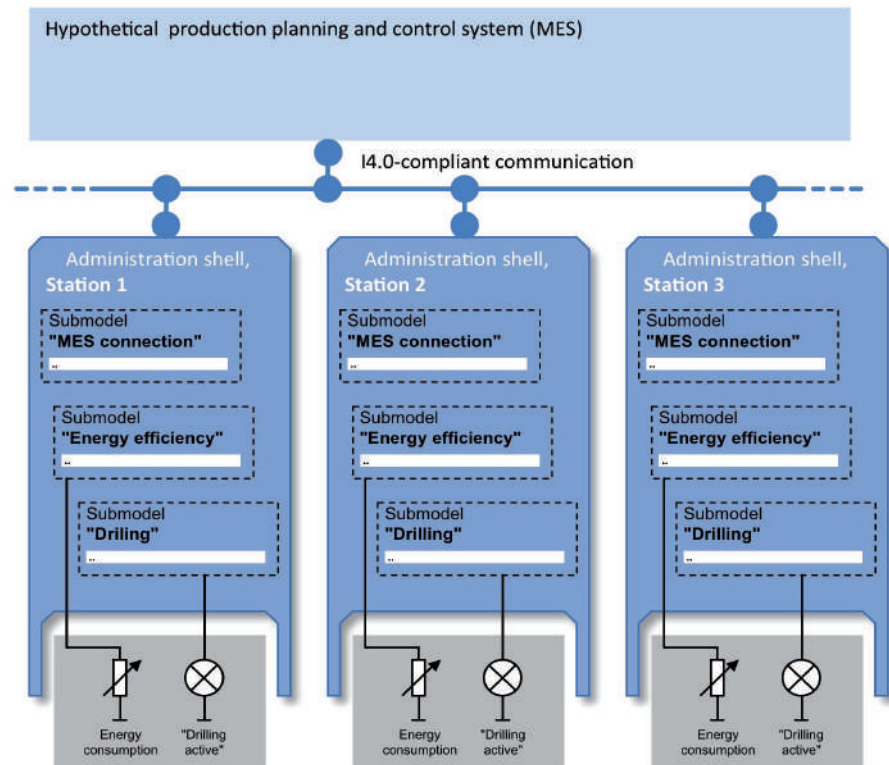 Hypothetical production planning and control system (MES)
I4.0-compliant communication
Administration shell,
Station 1
Submodel
"MES connection"
..
Submodel
"Energy efficiency"
..
Submodel
"Driling"
..
Energy
consumption
"Drilling
active"
Administration shell,
Station 2
Submodel
"MES connection"
..
Submodel
"Energy efficiency"
..
Submodel
"Drilling"
..
Energy
consumption
"Drilling
active"
Administration shell,
Station 3
Submodel
"MES connection"
..
Submodel
"Energy efficiency"
..
Submodel
"Drilling"
..
Energy
consumption
"Drilling
active"